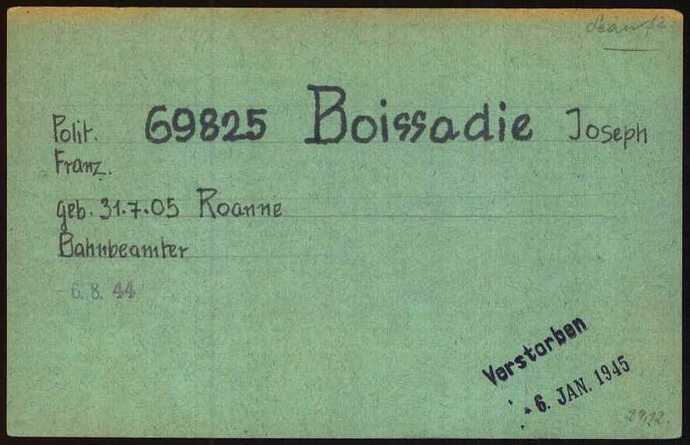 Polit. 69825 Boissadie Joseph
Franz.
geb. 31.7.05 Roanne
Bahnbeamter
6. 8. 44
Verstorben
- 6. JAN. 1945